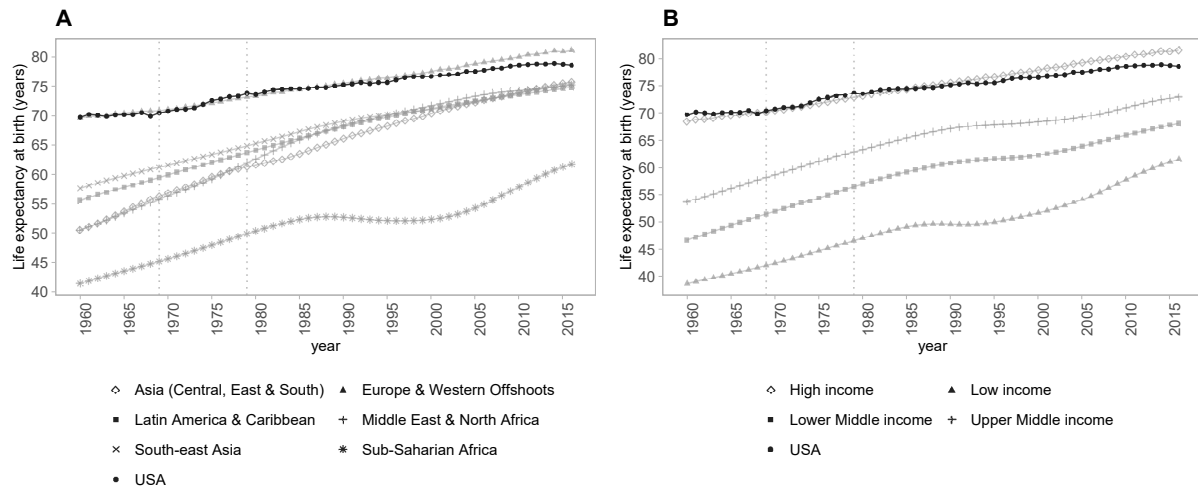 A
Life expectancy at birth (years)
80
75
70
65
60
55
50
45
40
1960
1965
1970
1975
1980
1985
1990
1995
2000
2005
2010
2015
year
Asia (Central, East & South)
Europe & Western Offshoots
Latin America & Caribbean
Middle East & North Africa
South-east Asia
Sub-Saharian Africa
USA
B
Life expectancy at birth (years)
80
75
70
65
60
55
50
45
40
1960
1965
1970
1975
1980
1985
1990
1995
2000
2005
2010
2015
year
High income
Low income
Lower Middle income
Upper Middle income
USA